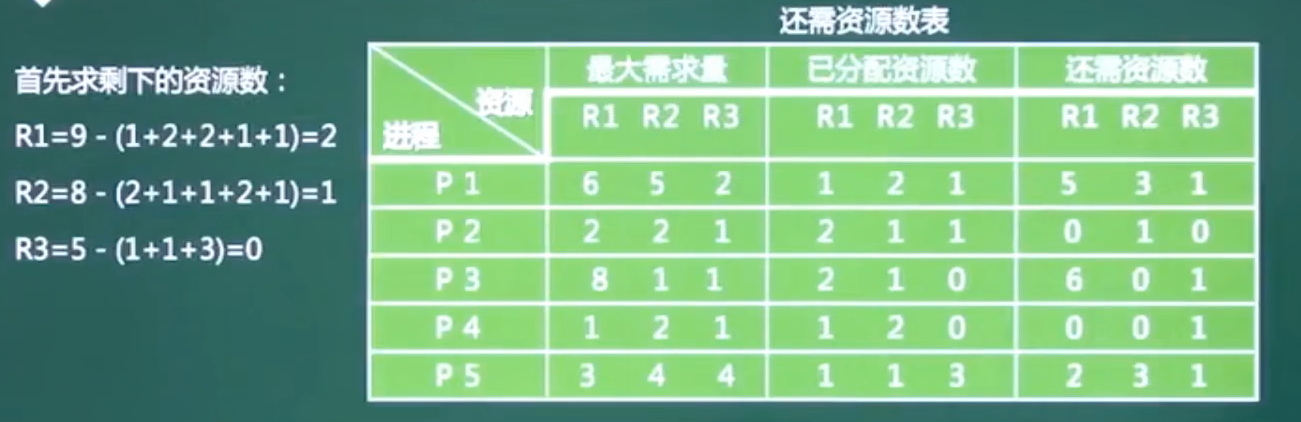 还需资源数表
首先求剩下的资源数：
R1=9 - (1+2+2+1+1)=2
R2=8 - (2+1+1+2+1)=1
R3=5 - (1+1+3)=0
资源
进程
最大需求量 已分配资源数 还需资源数
R1 R2 R3 R1 R2 R3 R1 R2 R3
P 1 6 5 2 1 2 1 5 3 1
P 2 2 2 1 2 1 1 0 1 0
P 3 8 1 1 2 1 0 6 0 1
P 4 1 2 1 1 2 0 0 0 1
P 5 3 4 4 1 1 3 2 3 1